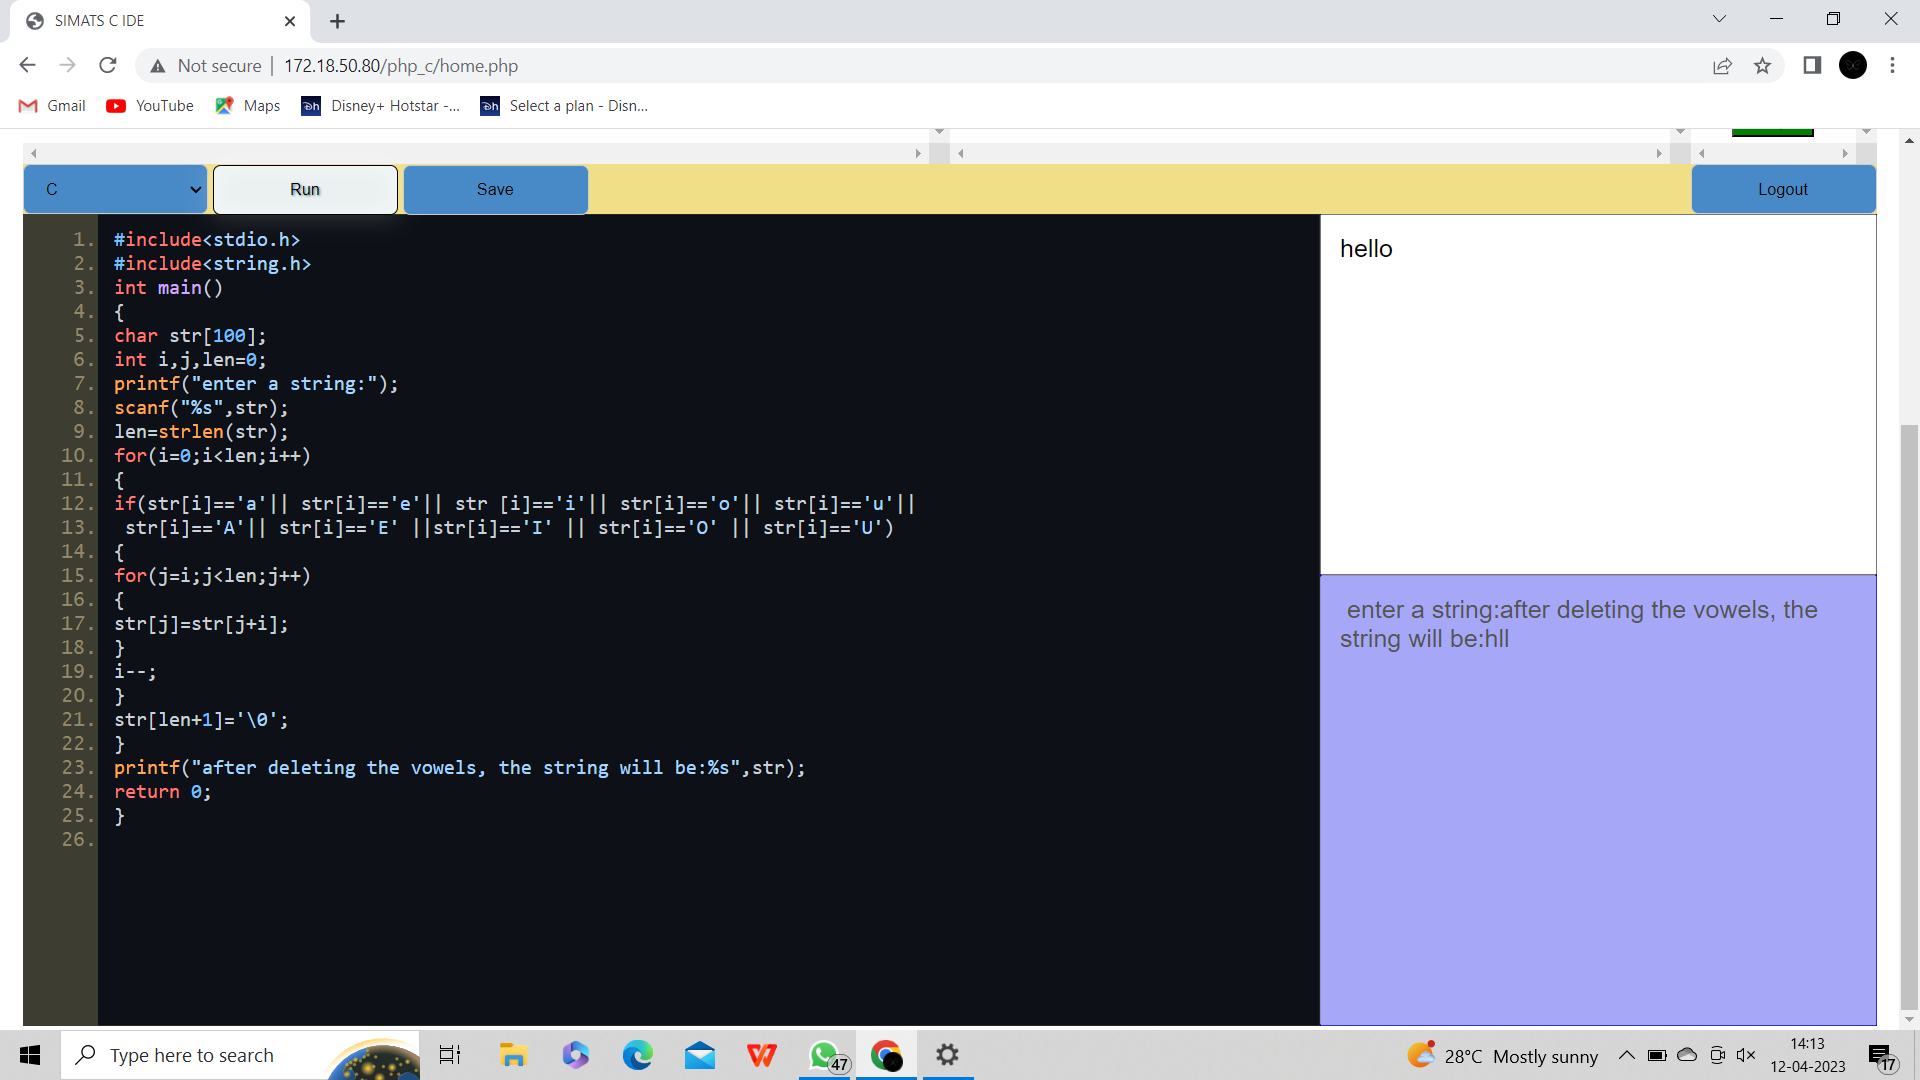 SIMATS C IDE
Not secure | 172.18.50.80/php_c/home.php
Gmail YouTube Maps Disney+ Hotstar -... Select a plan - Disn...
C Run Save Logout
1. #include<stdio.h>
2. #include<string.h>
3. int main()
4. {
5. char str[100];
6. int i,j,len=0;
7. printf("enter a string:");
8. scanf("%s",str);
9. len=strlen(str);
10. for(i=0;i<len;i++)
11. {
12. if(str[i]=='a'|| str[i]=='e'|| str [i]=='i'|| str[i]=='o'|| str[i]=='u'||
13. str[i]=='A'|| str[i]=='E' ||str[i]=='I' || str[i]=='O' || str[i]=='U')
14. {
15. for(j=i;j<len;j++)
16. {
17. str[j]=str[j+i];
18. }
19. i--;
20. }
21. str[len+1]='\0';
22. }
23. printf("after deleting the vowels, the string will be:%s",str);
24. return 0;
25. }
26.
hello
enter a string:after deleting the vowels, the
string will be:hll
Type here to search
47
28°C Mostly sunny
14:13
12-04-2023
17